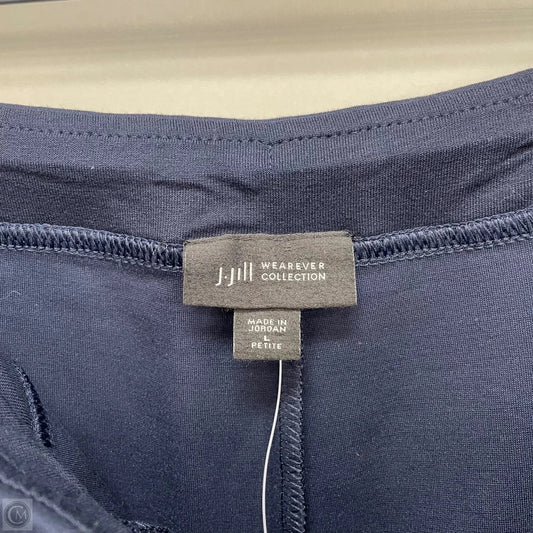 J.Jill WEAREVER
COLLECTION
MADE IN
JORDAN
L
PETITE